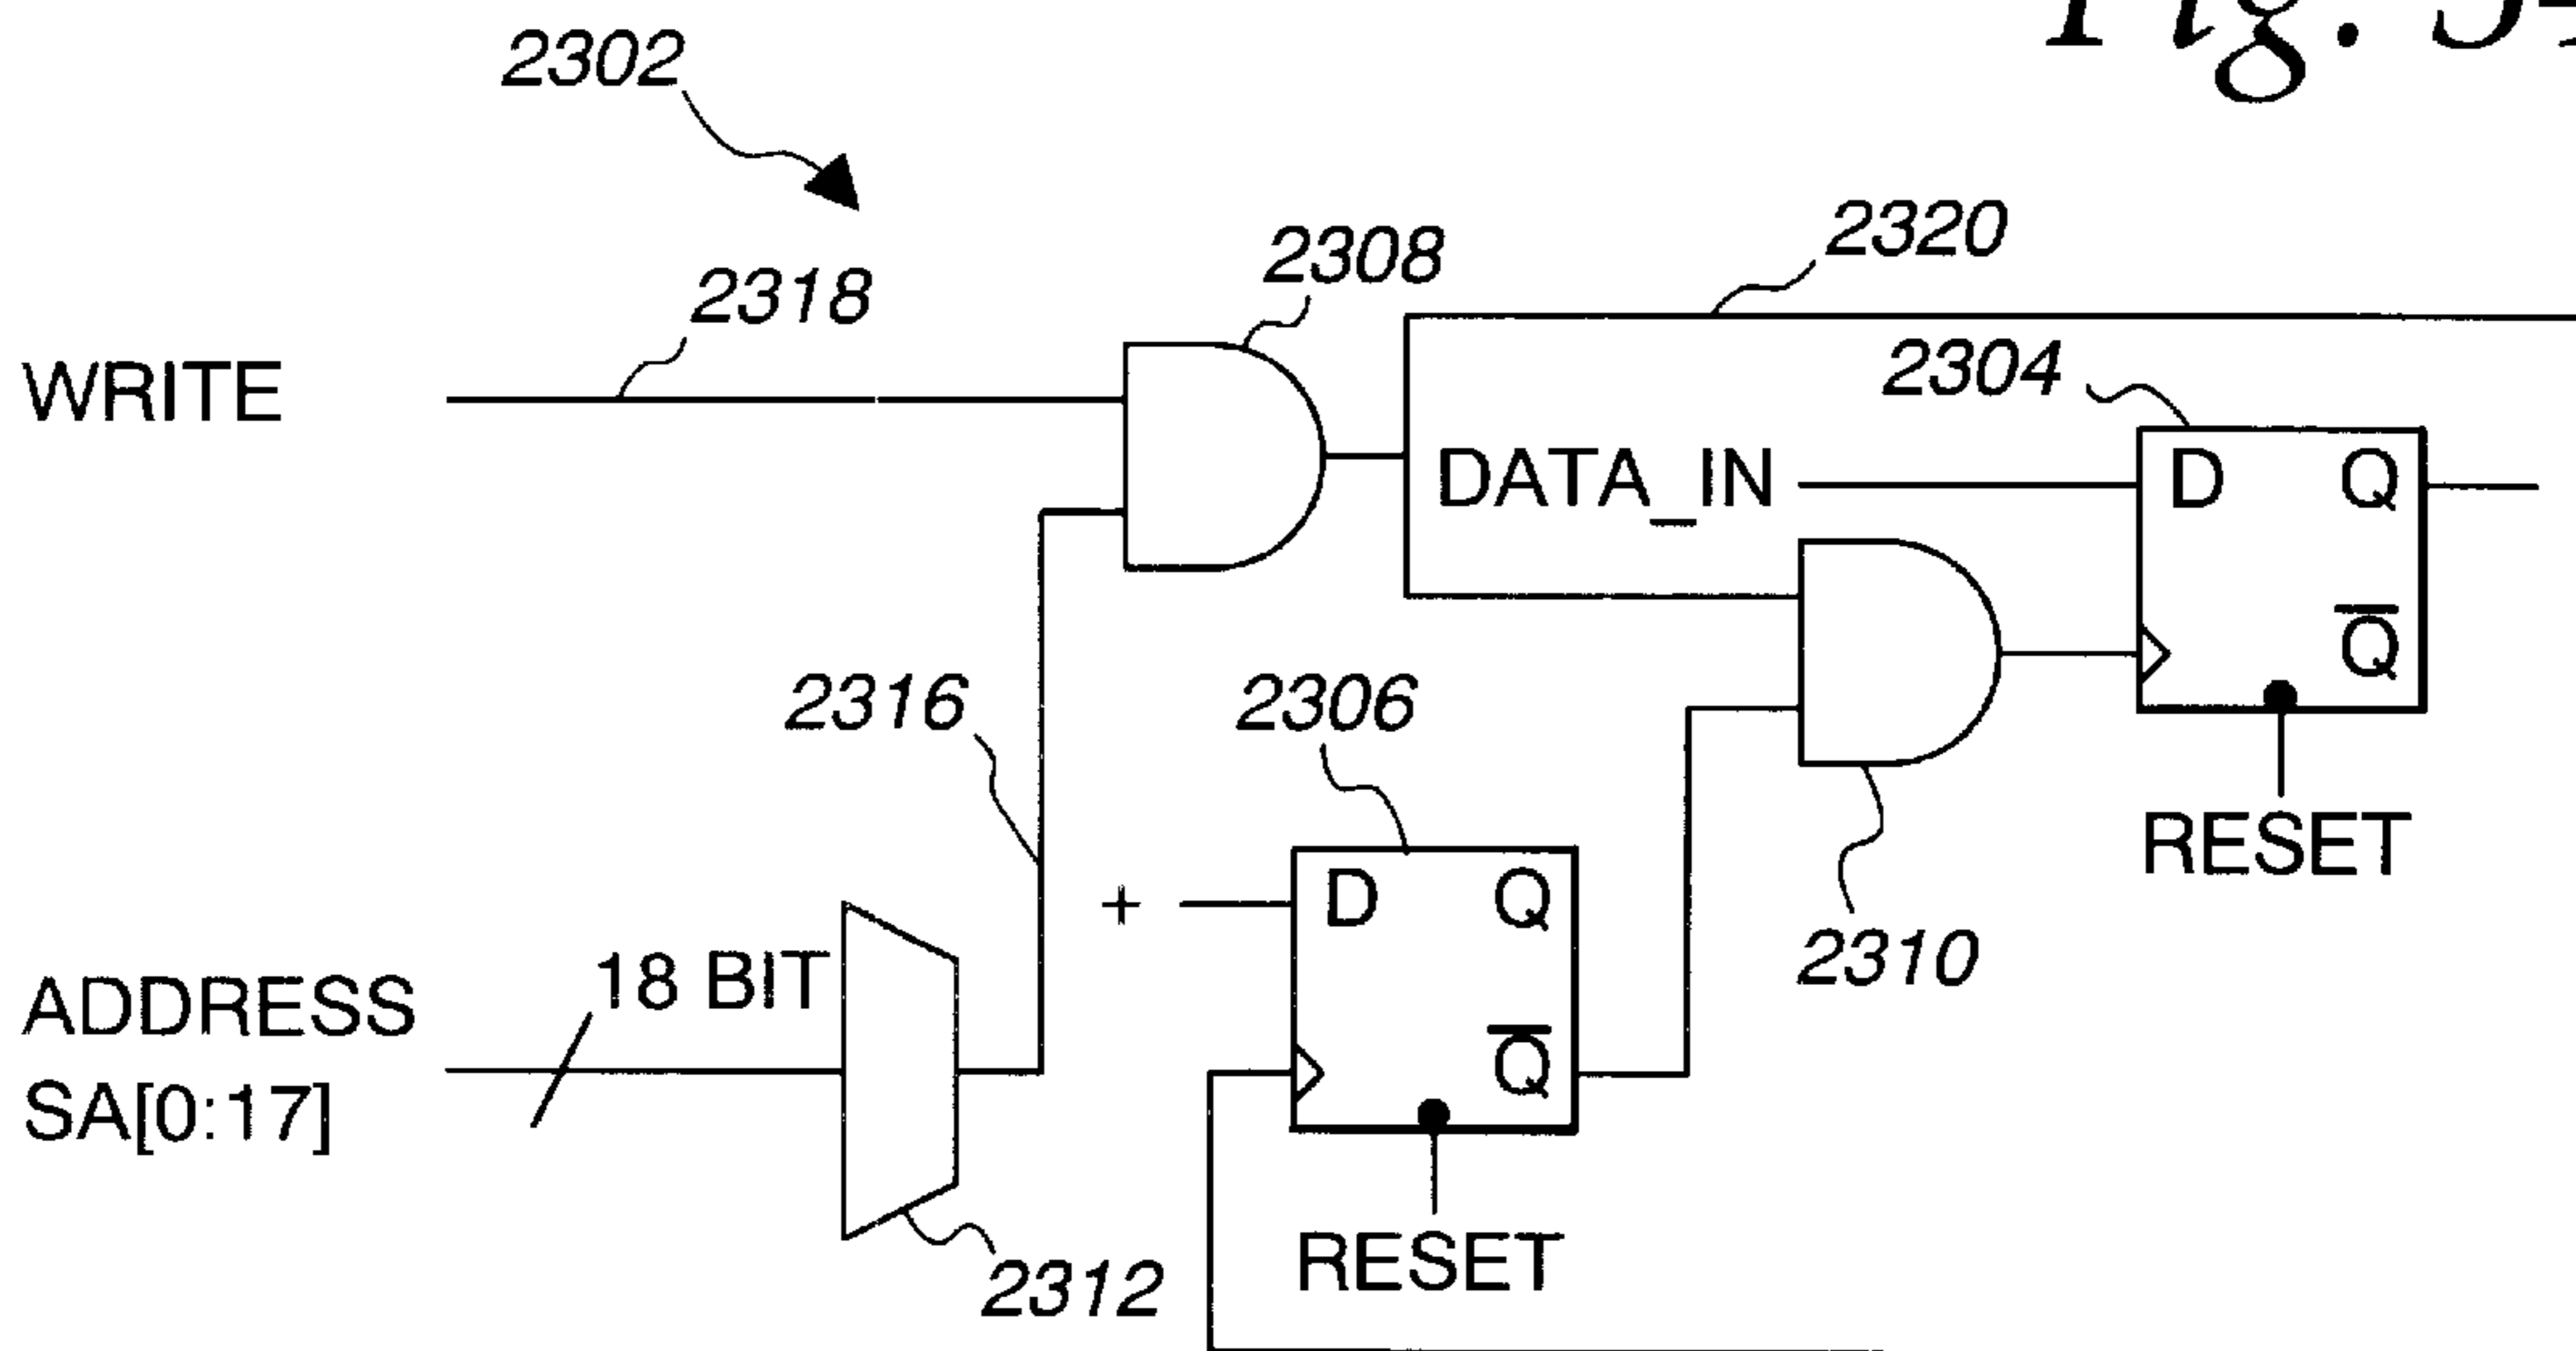 Fig.
2302
2308
2320
2318
2304
WRITE
DATA_IN
D Q
Q
2316
2306
RESET
D Q
2310
18 BIT
ADDRESS
SA[0:17]
Q
RESET
2312